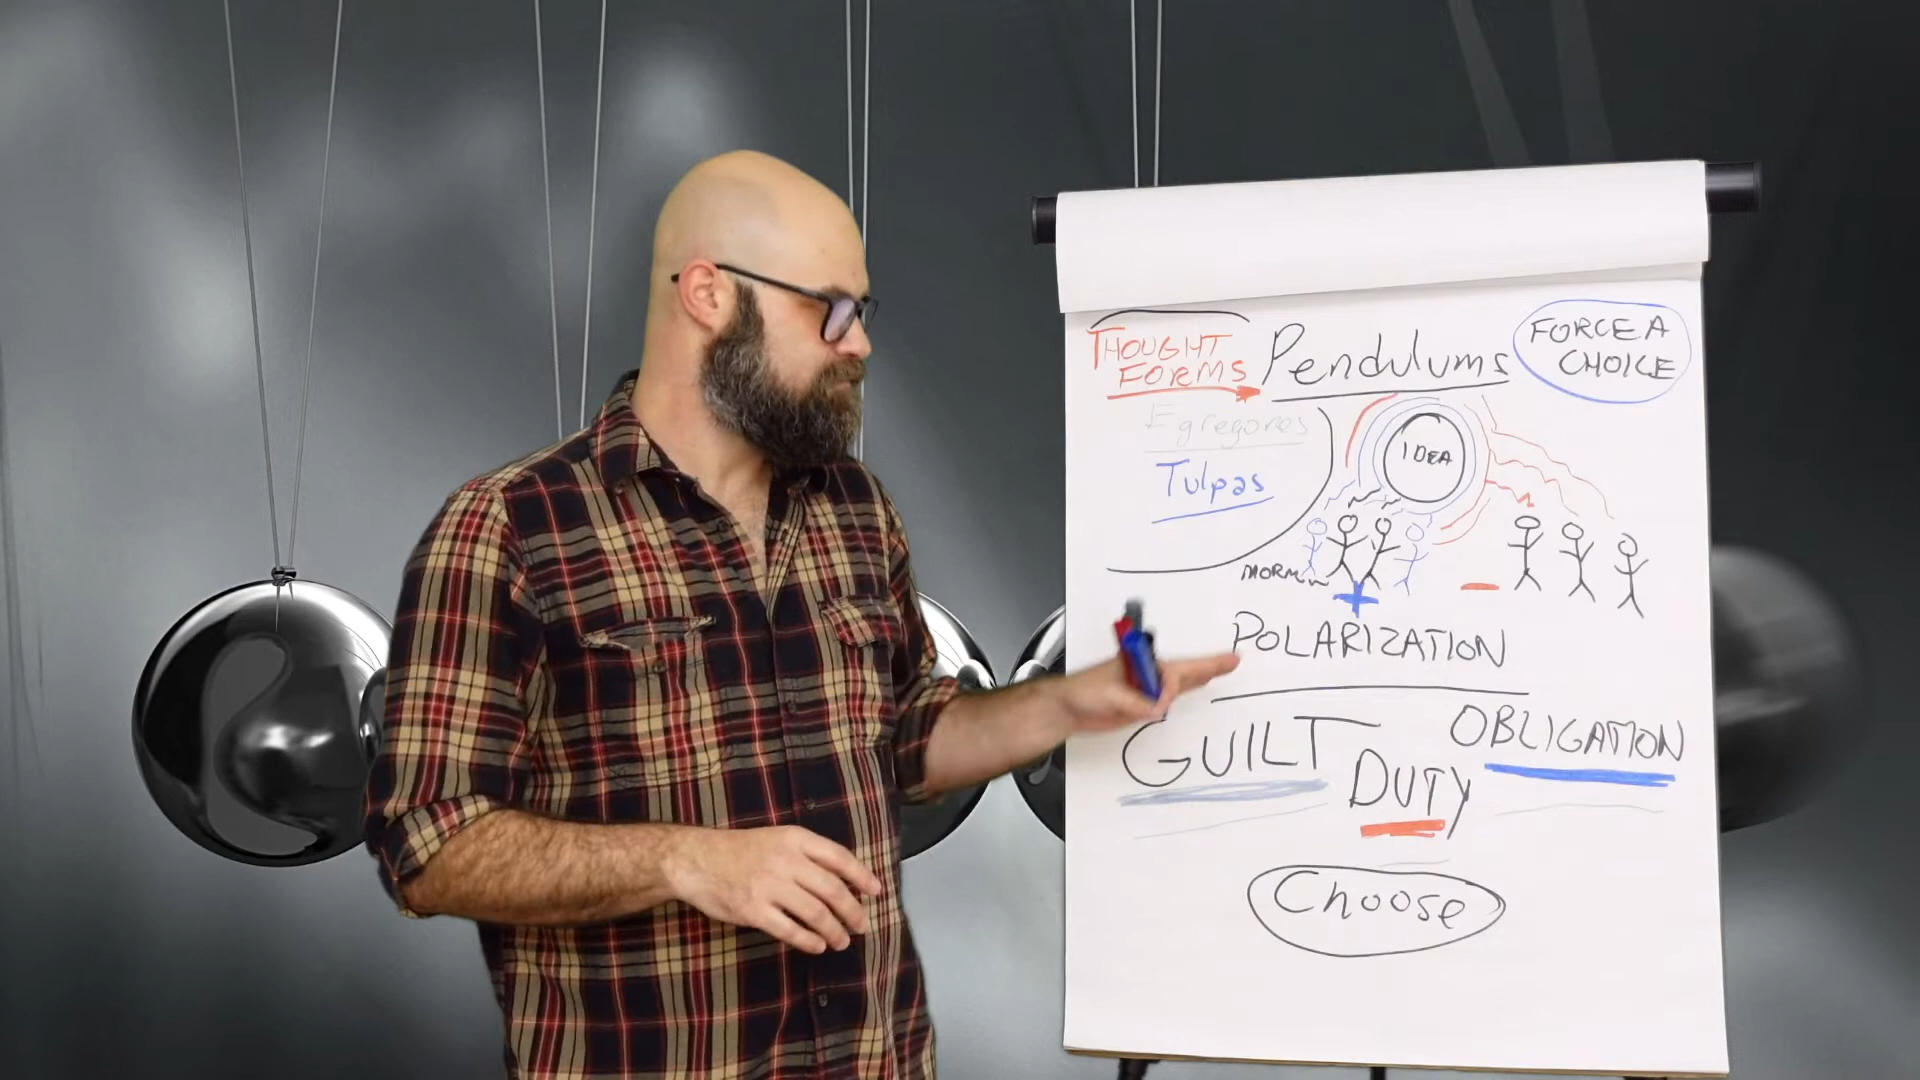 THOUGHT
FORMS
Pendulums
FORCE A
CHOICE
Egregores
Tulpas
IDEA
POLARIZATION
GUILT
DUTY
OBLIGATION
Choose